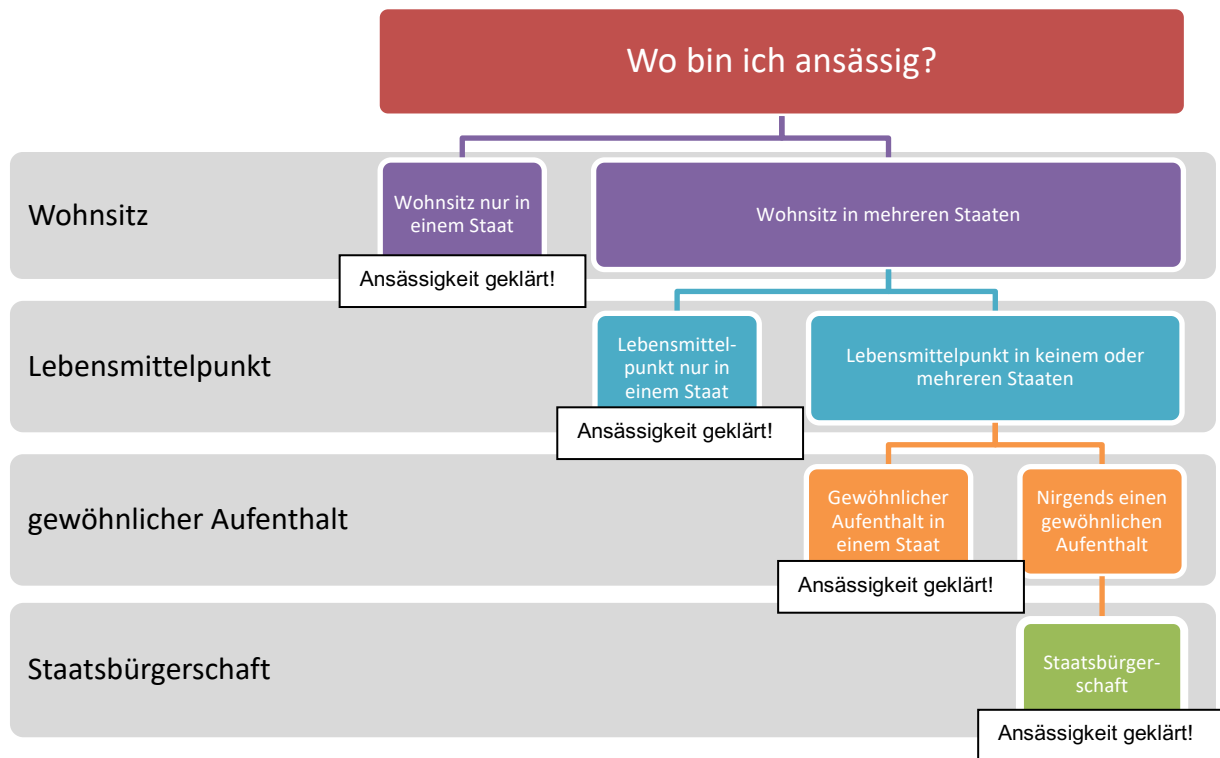 Wo bin ich ansässig?
Wohnsitz
Wohnsitz nur in
einem Staat
Wohnsitz in mehreren Staaten
Ansässigkeit geklärt!
Lebensmittelpunkt
Lebensmittel-
punkt nur in
einem Staat
Lebensmittelpunkt in keinem oder
mehreren Staaten
Ansässigkeit geklärt!
gewöhnlicher Aufenthalt
Gewöhnlicher
Aufenthalt in
einem Staat
Nirgends einen
gewöhnlichen
Aufenthalt
Ansässigkeit geklärt!
Staatsbürgerschaft
Staatsbürger-
schaft
Ansässigkeit geklärt!